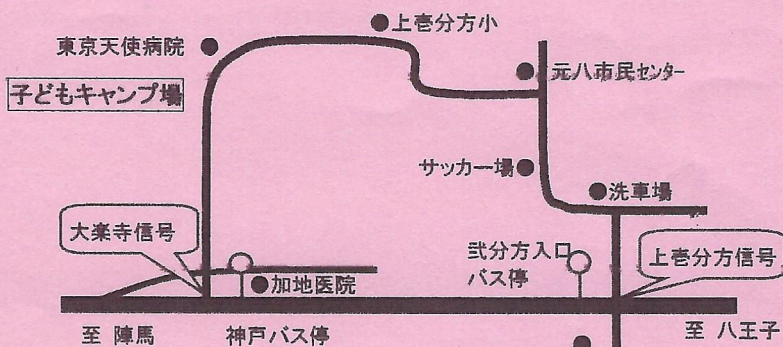 上壱分方小
東京天使病院
元八市民センター
子どもキャンプ場
サッカー場
洗車場
大楽寺信号
弐分方入口
バス停
上壱分方信号
加地医院
至 陣馬
神戸バス停
至 八王子